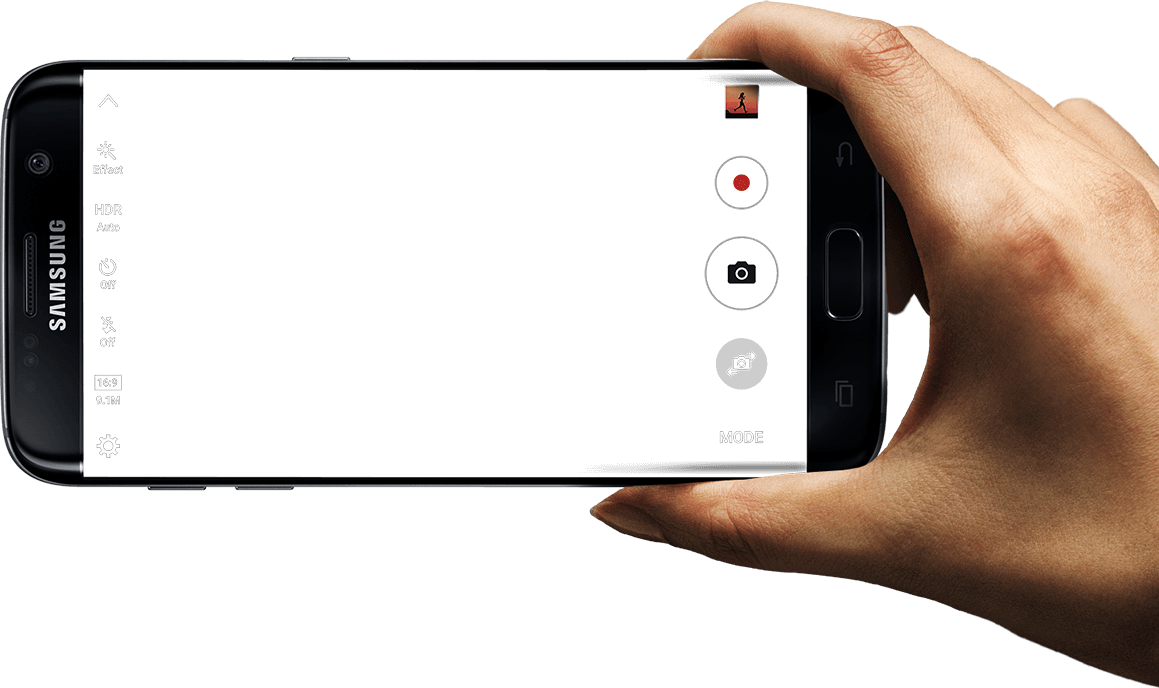 SAMSUNG
Effect
HDR
Auto
Off
Off
16:9
9.1M
MODE